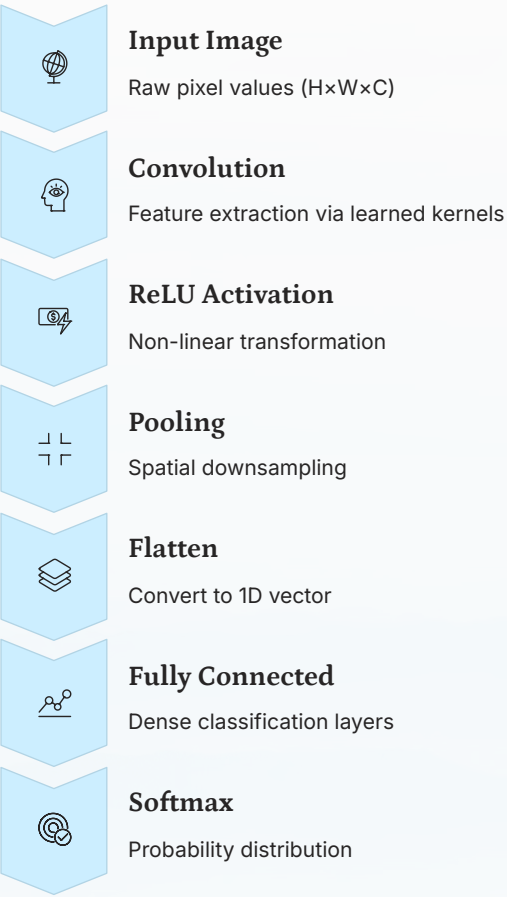 Input Image
Raw pixel values (H×W×C)
Convolution
Feature extraction via learned kernels
$
ReLU Activation
Non-linear transformation
Pooling
Spatial downsampling
Flatten
Convert to 1D vector
Fully Connected
Dense classification layers
Softmax
Probability distribution